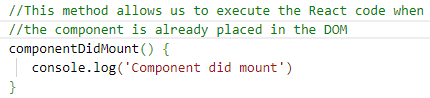 //This method allows us to execute the React code when
//the component is already placed in the DOM
componentDidMount() {
console.log('Component did mount')
}